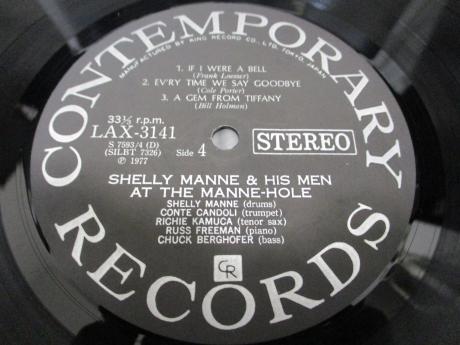 CONTEMPORARY
MANUFACTURED BY KING RECORD CO., LTD. TOKYO, JAPAN
1. IF I WERE A BELL
(Frank Loesser)
2. EV'RY TIME WE SAY GOODBYE
(Cole Porter)
3. A GEM FROM TIFFANY
(Bill Holman)
33⅓ r.p.m.
LAX-3141
S 7593/4 (D)
(SILBT 7326)
Ⓟ 1977
Side 4
STEREO
SHELLY MANNE & HIS MEN
AT THE MANNE-HOLE
SHELLY MANNE (drums)
CONTE CANDOLI (trumpet)
RICHIE KAMUCA (tenor sax)
RUSS FREEMAN (piano)
CHUCK BERGHOFER (bass)
CR
RECORDS